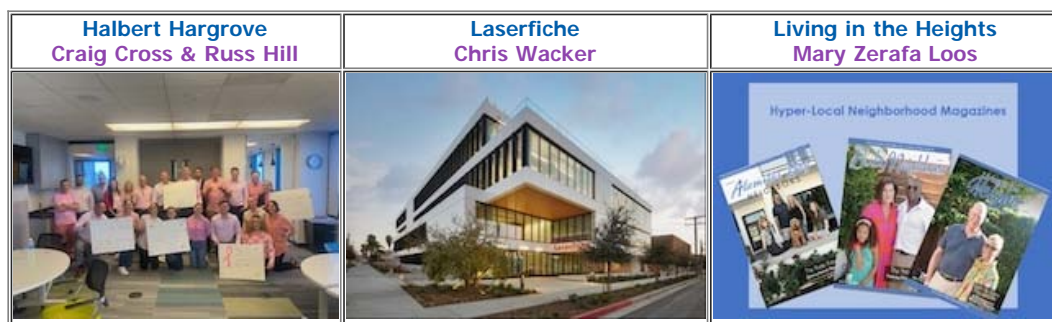 Halbert Hargrove
Craig Cross & Russ Hill
Laserfiche
Chris Wacker
Living in the Heights
Mary Zerafa Loos
Hyper-Local Neighborhood Magazines